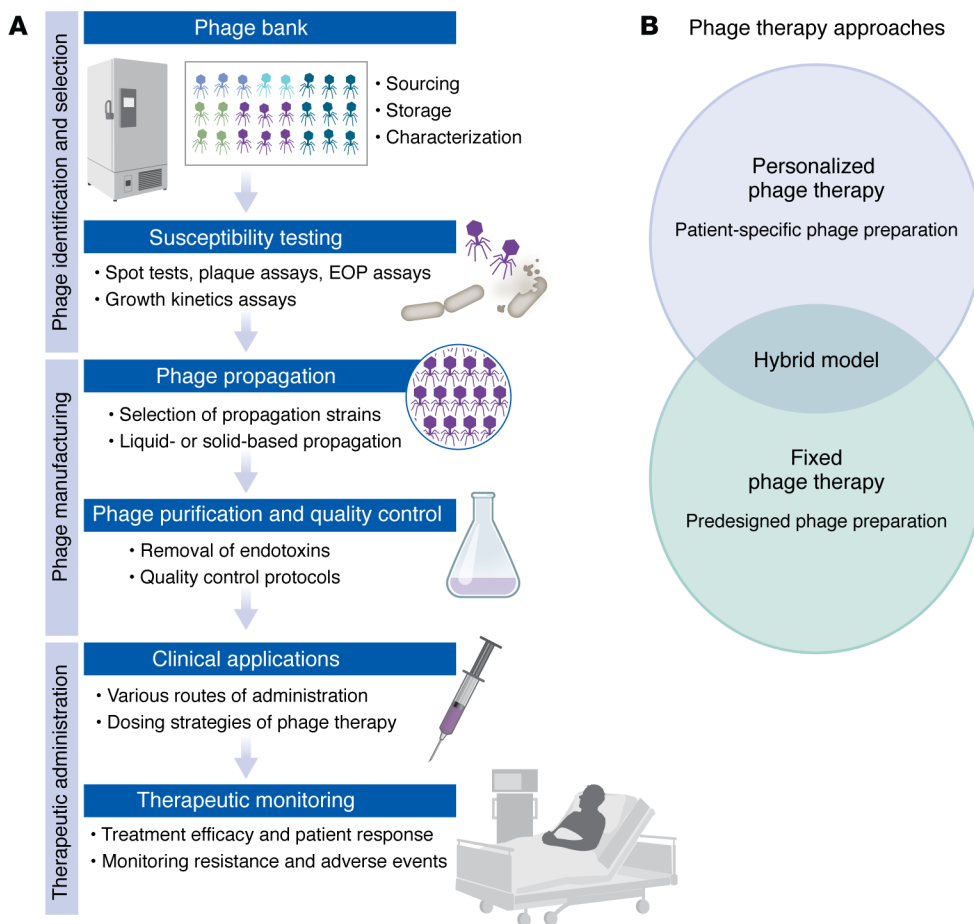 A
Phage identification and selection
Phage bank
• Sourcing
• Storage
• Characterization
Susceptibility testing
• Spot tests, plaque assays, EOP assays
• Growth kinetics assays
Phage manufacturing
Phage propagation
• Selection of propagation strains
• Liquid- or solid-based propagation
Phage purification and quality control
• Removal of endotoxins
• Quality control protocols
Therapeutic administration
Clinical applications
• Various routes of administration
• Dosing strategies of phage therapy
Therapeutic monitoring
• Treatment efficacy and patient response
• Monitoring resistance and adverse events
B
Phage therapy approaches
Personalized
phage therapy
Patient-specific phage preparation
Hybrid model
Fixed
phage therapy
Predesigned phage preparation